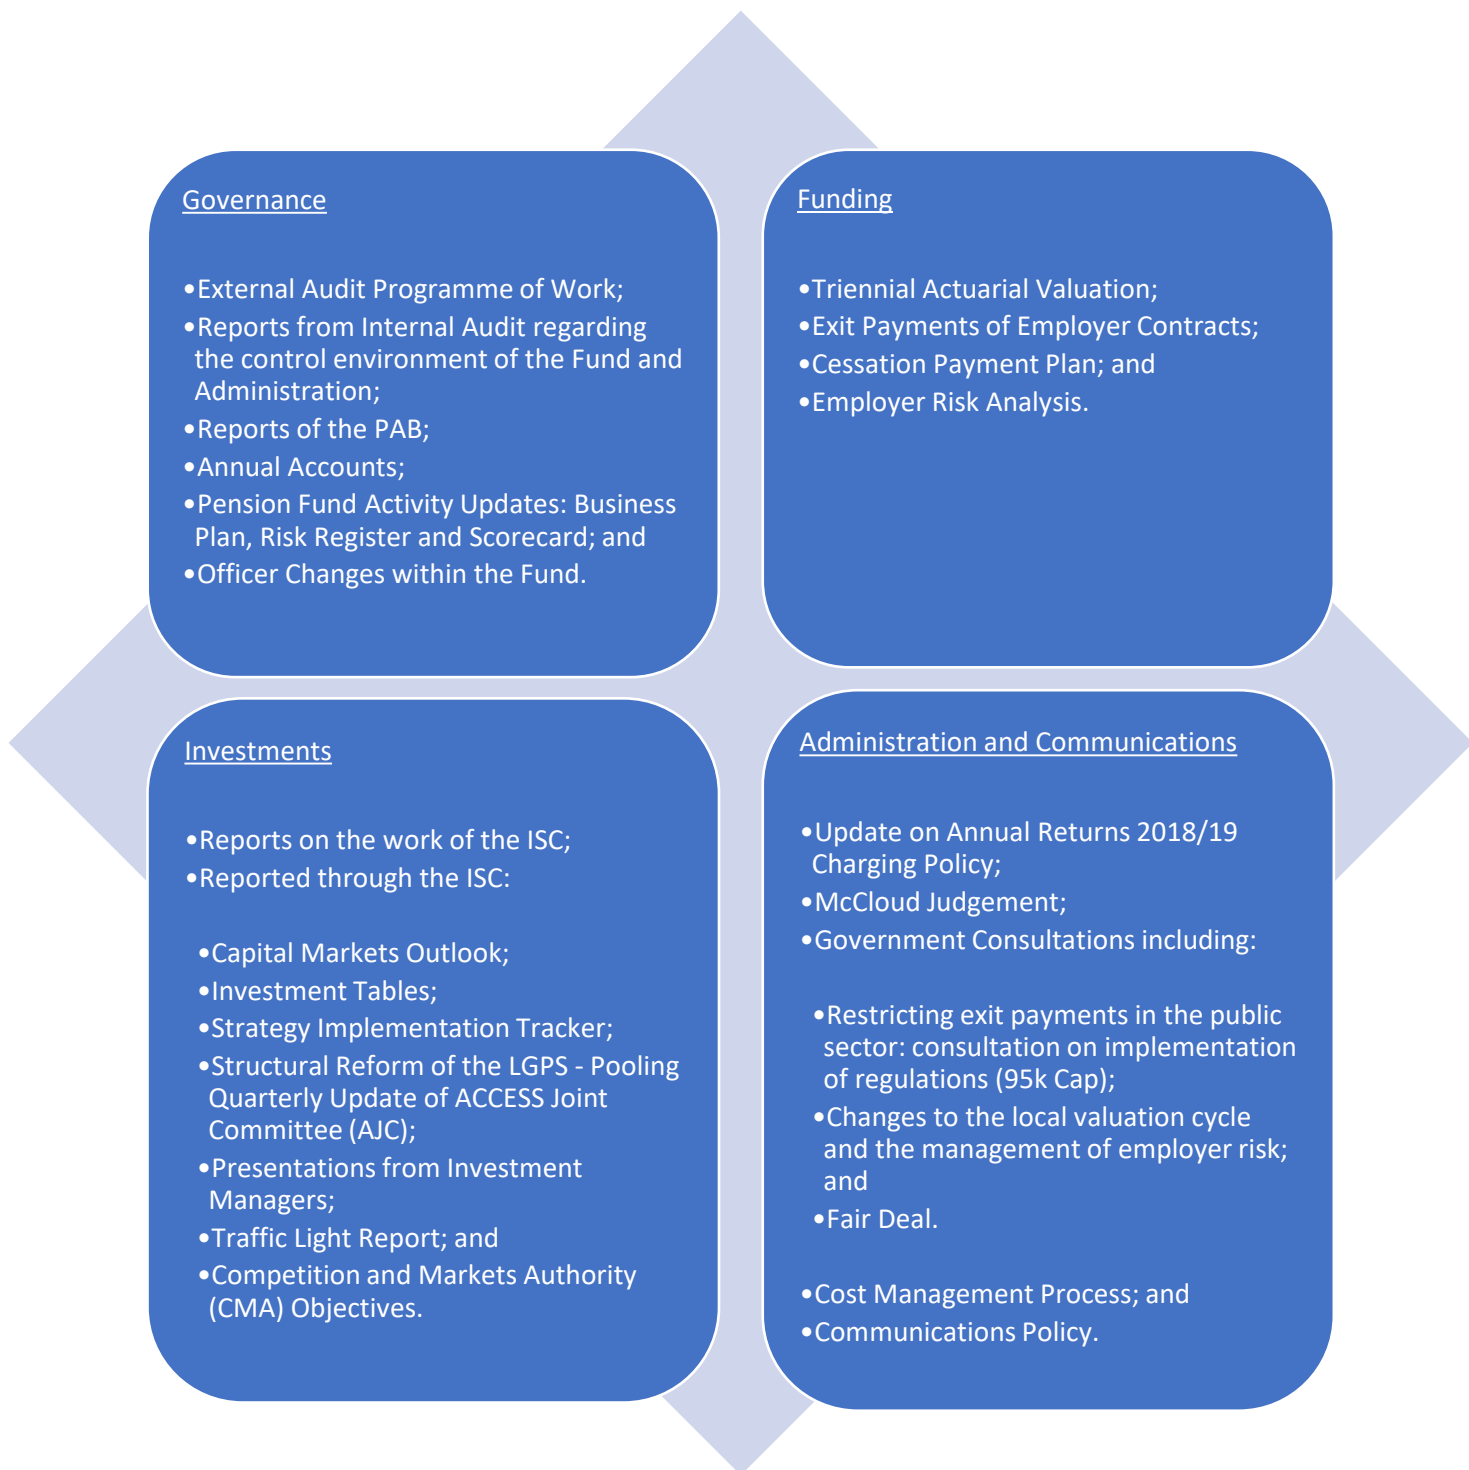 Governance
•External Audit Programme of Work;
•Reports from Internal Audit regarding
the control environment of the Fund and
Administration;
•Reports of the PAB;
•Annual Accounts;
•Pension Fund Activity Updates: Business
Plan, Risk Register and Scorecard; and
•Officer Changes within the Fund.
Funding
•Triennial Actuarial Valuation;
•Exit Payments of Employer Contracts;
•Cessation Payment Plan; and
•Employer Risk Analysis.
Investments
•Reports on the work of the ISC;
•Reported through the ISC:
•Capital Markets Outlook;
•Investment Tables;
•Strategy Implementation Tracker;
•Structural Reform of the LGPS - Pooling
Quarterly Update of ACCESS Joint
Committee (AJC);
•Presentations from Investment
Managers;
•Traffic Light Report; and
•Competition and Markets Authority
(CMA) Objectives.
Administration and Communications
•Update on Annual Returns 2018/19
Charging Policy;
•McCloud Judgement;
•Government Consultations including:
•Restricting exit payments in the public
sector: consultation on implementation
of regulations (95k Cap);
•Changes to the local valuation cycle
and the management of employer risk;
and
•Fair Deal.
•Cost Management Process; and
•Communications Policy.